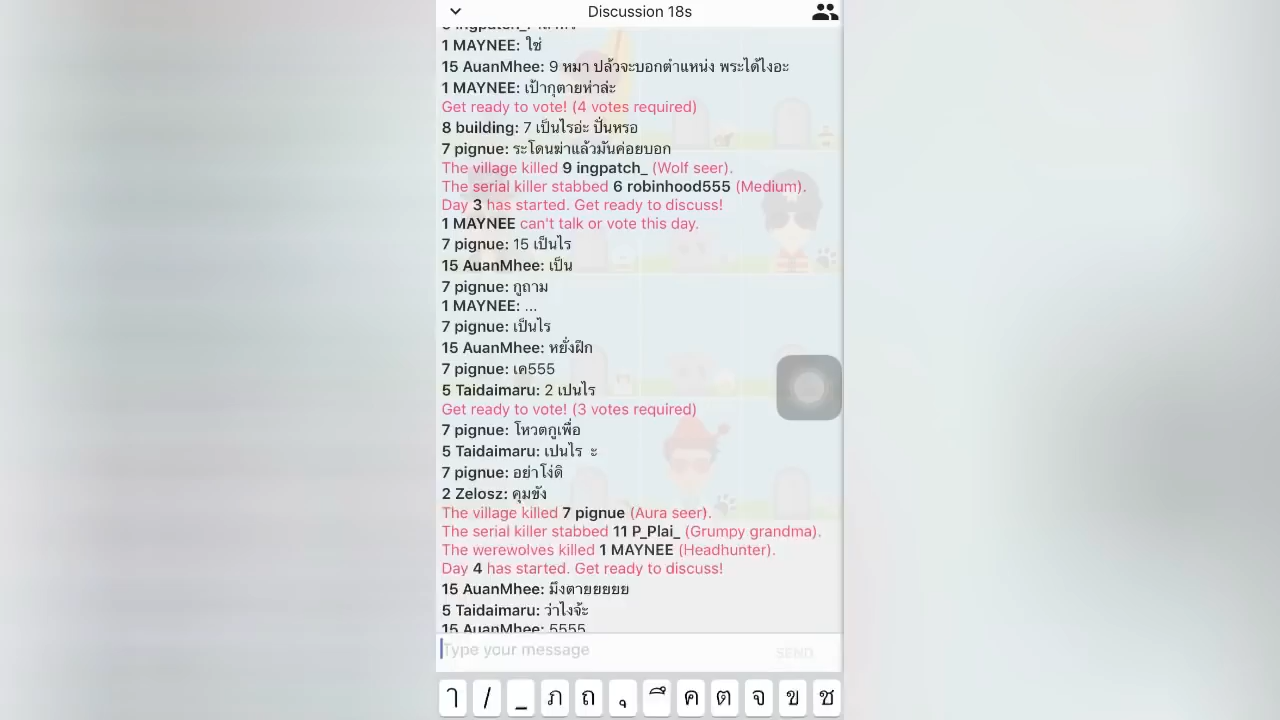 Discussion 18s
1 MAYNEE: ใช่
15 AuanMhee: 9 หมา ปล้วจะบอกตำแหน่ง พระได้ไงอะ
1 MAYNEE: เป้ากุตายห่าล่ะ
Get ready to vote! (4 votes required)
8 building: 7 เป็นไรอ่ะ ปั่นหรอ
7 pignue: ระโดนฆ่าแล้วมันค่อยบอก
The village killed 9 ingpatch_ (Wolf seer).
The serial killer stabbed 6 robinhood555 (Medium).
Day 3 has started. Get ready to discuss!
1 MAYNEE can't talk or vote this day.
7 pignue: 15 เป็นไร
15 AuanMhee: เป็น
7 pignue: กูถาม
1 MAYNEE: ...
7 pignue: เป็นไร
15 AuanMhee: หยั่งฝึก
7 pignue: เค555
5 Taidaimaru: 2 เปนไร
Get ready to vote! (3 votes required)
7 pignue: โหวตกูเพื่อ
5 Taidaimaru: เปนไร ะ
7 pignue: อย่าโง่ดิ
2 Zelosz: คุมขัง
The village killed 7 pignue (Aura seer).
The serial killer stabbed 11 P_Plai_ (Grumpy grandma).
The werewolves killed 1 MAYNEE (Headhunter).
Day 4 has started. Get ready to discuss!
15 AuanMhee: มึงตายยยยย
5 Taidaimaru: ว่าไงจ้ะ
15 AuanMhee: 5555
Type your message SEND
า / _ ภ ถ ุ ึ ค ต จ ข ช